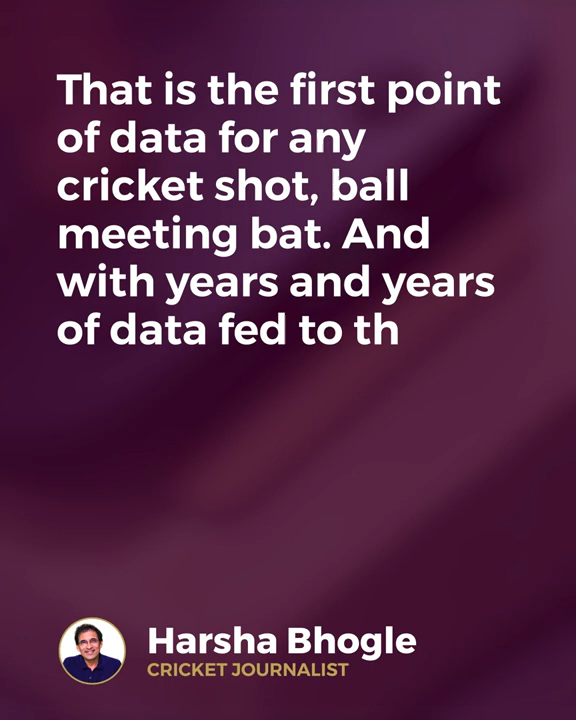 That is the first point
of data for any
cricket shot, ball
meeting bat. And
with years and years
of data fed to th
Harsha Bhogle
CRICKET JOURNALIST